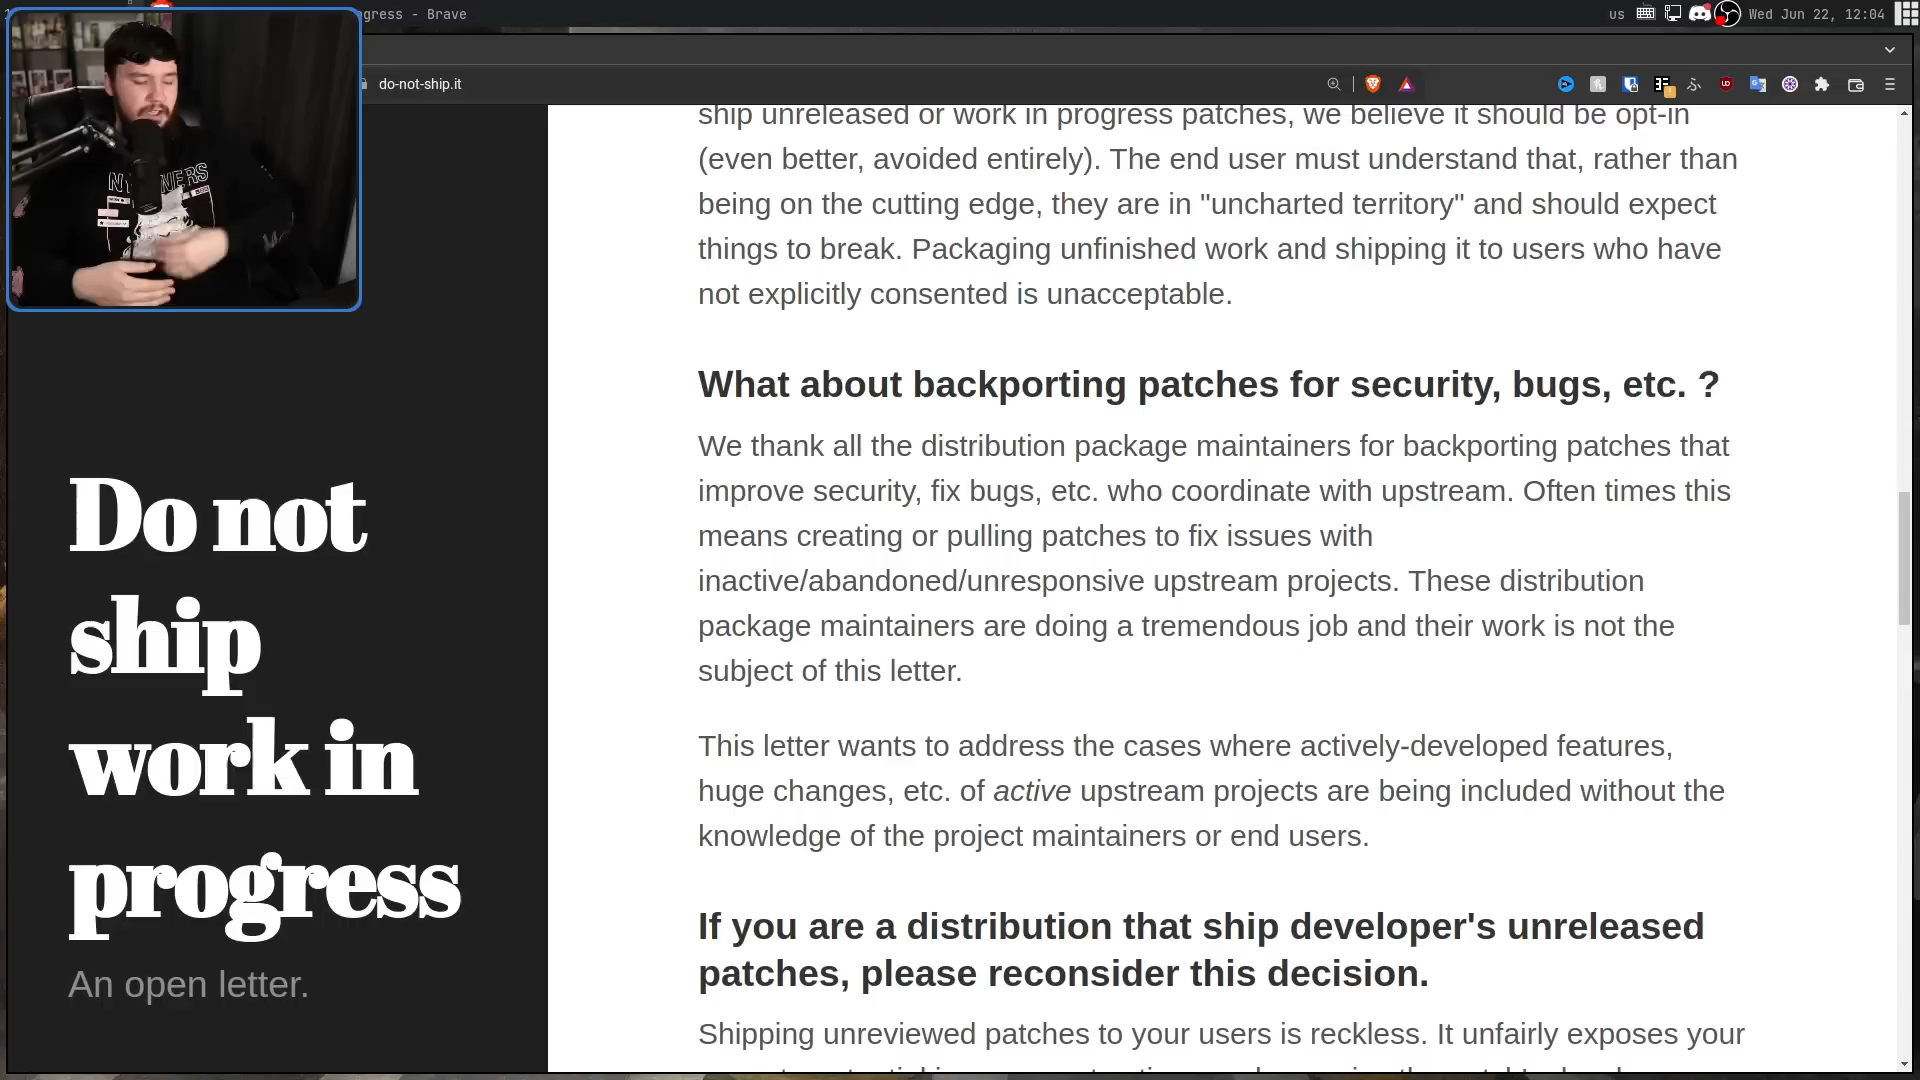 gress - Brave
us
Wed Jun 22, 12:04
do-not-ship.it
ship unreleased or work in progress patches, we believe it should be opt-in
(even better, avoided entirely). The end user must understand that, rather than
being on the cutting edge, they are in "uncharted territory" and should expect
things to break. Packaging unfinished work and shipping it to users who have
not explicitly consented is unacceptable.
What about backporting patches for security, bugs, etc. ?
We thank all the distribution package maintainers for backporting patches that
improve security, fix bugs, etc. who coordinate with upstream. Often times this
means creating or pulling patches to fix issues with
inactive/abandoned/unresponsive upstream projects. These distribution
package maintainers are doing a tremendous job and their work is not the
subject of this letter.
This letter wants to address the cases where actively-developed features,
huge changes, etc. of active upstream projects are being included without the
knowledge of the project maintainers or end users.
If you are a distribution that ship developer's unreleased
patches, please reconsider this decision.
Shipping unreviewed patches to your users is reckless. It unfairly exposes your
Do not
ship
work in
progress
An open letter.